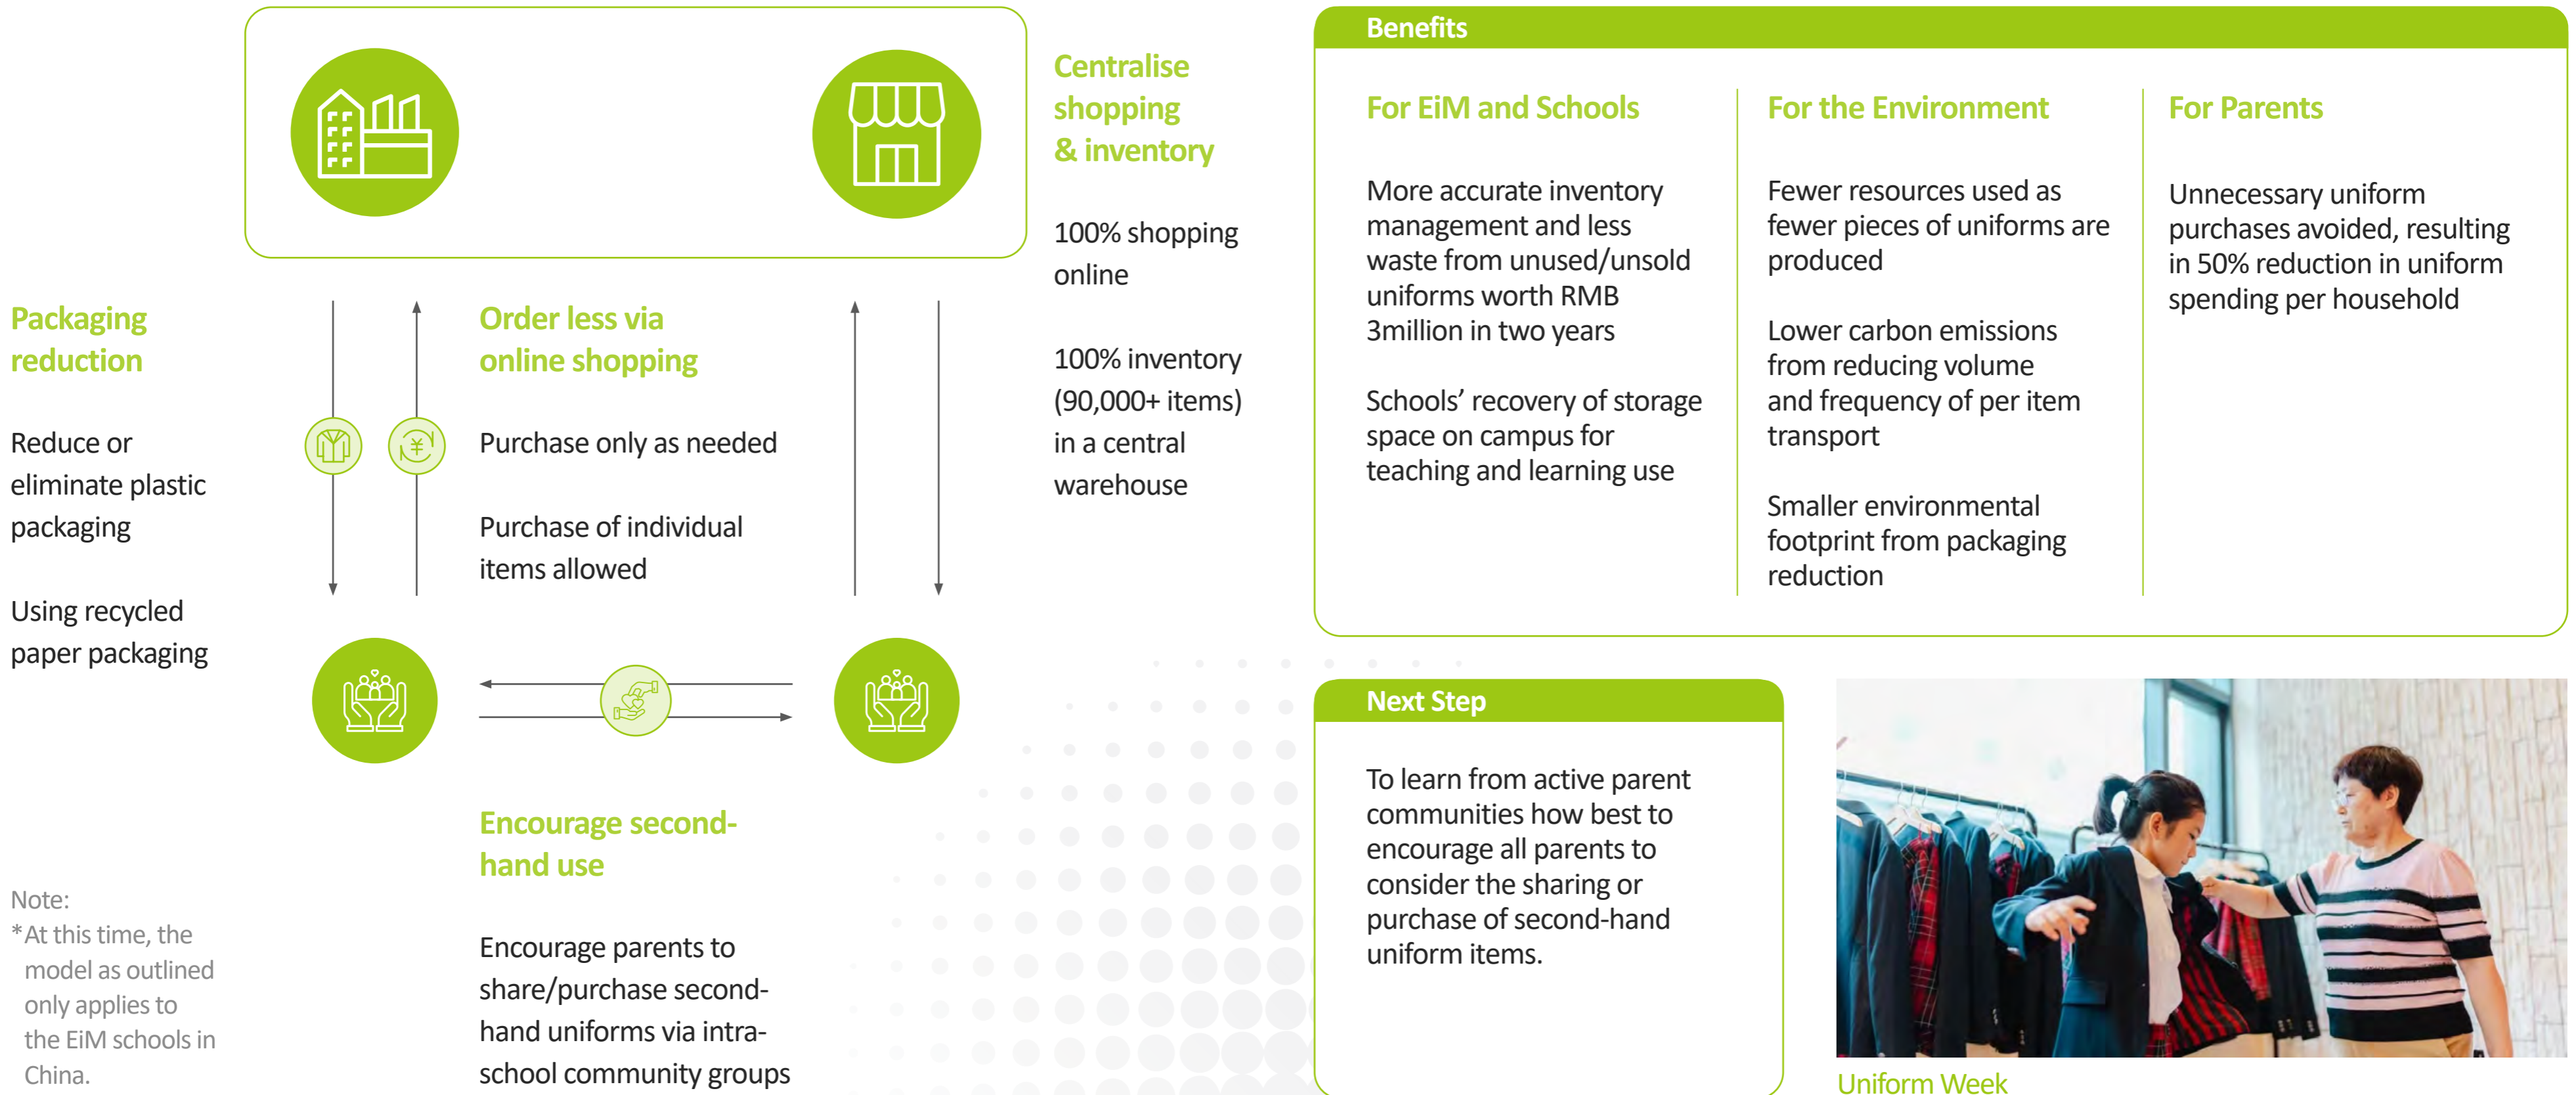 Packaging
reduction
Reduce or
eliminate plastic
packaging
Using recycled
paper packaging
Order less via
online shopping
Purchase only as needed
Purchase of individual
items allowed
Centralise
shopping
& inventory
100% shopping
online
100% inventory
(90,000+ items)
in a central
warehouse
¥
Encourage second-
hand use
Encourage parents to
share/purchase second-
hand uniforms via intra-
school community groups
Note:
*At this time, the
model as outlined
only applies to
the EiM schools in
China.
Benefits
For EiM and Schools
More accurate inventory
management and less
waste from unused/unsold
uniforms worth RMB
3million in two years
Schools’ recovery of storage
space on campus for
teaching and learning use
For the Environment
Fewer resources used as
fewer pieces of uniforms are
produced
Lower carbon emissions
from reducing volume
and frequency of per item
transport
Smaller environmental
footprint from packaging
reduction
For Parents
Unnecessary uniform
purchases avoided, resulting
in 50% reduction in uniform
spending per household
Next Step
To learn from active parent
communities how best to
encourage all parents to
consider the sharing or
purchase of second-hand
uniform items.
Uniform Week